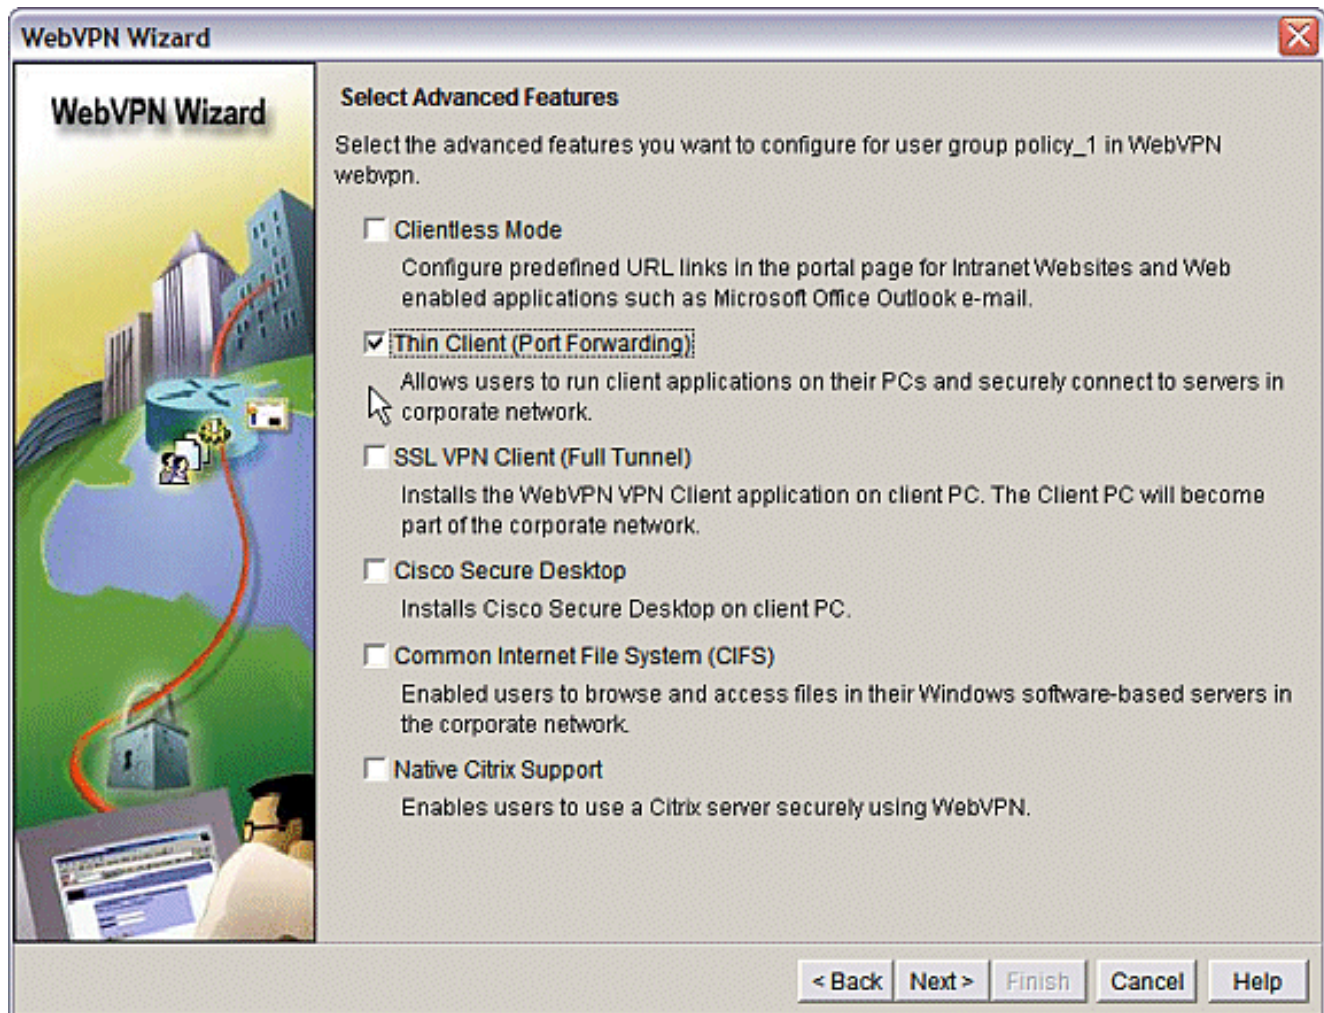 WebVPN Wizard
WebVPN Wizard
Select Advanced Features
Select the advanced features you want to configure for user group policy_1 in WebVPN
webvpn.
Clientless Mode
Configure predefined URL links in the portal page for Intranet Websites and Web
enabled applications such as Microsoft Office Outlook e-mail.
Thin Client (Port Forwarding)
Allows users to run client applications on their PCs and securely connect to servers in
corporate network.
SSL VPN Client (Full Tunnel)
Installs the WebVPN VPN Client application on client PC. The Client PC will become
part of the corporate network.
Cisco Secure Desktop
Installs Cisco Secure Desktop on client PC.
Common Internet File System (CIFS)
Enabled users to browse and access files in their Windows software-based servers in
the corporate network.
Native Citrix Support
Enables users to use a Citrix server securely using WebVPN.
< Back Next > Finish Cancel Help